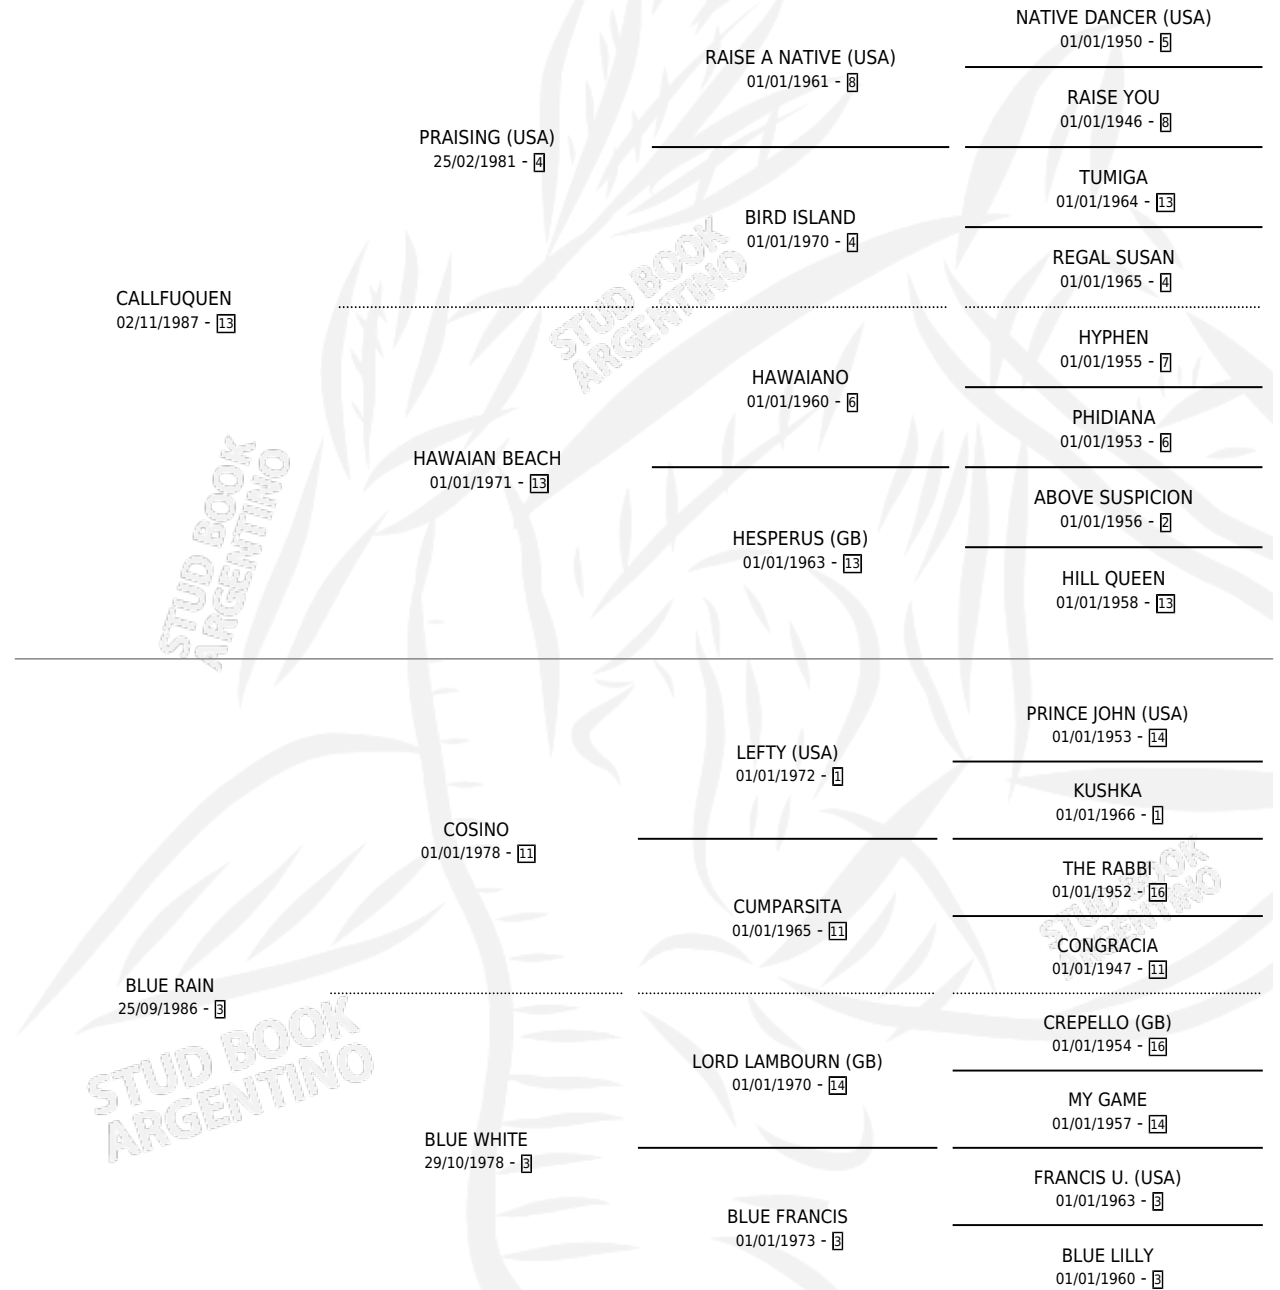 NATIVE DANCER (USA)
01/01/1950 - 5
RAISE A NATIVE (USA)
01/01/1961 - 8
RAISE YOU
01/01/1946 - 8
PRAISING (USA)
25/02/1981 - 4
TUMIGA
01/01/1964 - 13
BIRD ISLAND
01/01/1970 - 4
REGAL SUSAN
01/01/1965 - 4
CALLFUQUEN
02/11/1987 - 13
HYPHEN
01/01/1955 - 7
HAWAIANO
01/01/1960 - 6
PHIDIANA
01/01/1953 - 6
HAWAIAN BEACH
01/01/1971 - 13
ABOVE SUSPICION
01/01/1956 - 2
HESPERUS (GB)
01/01/1963 - 13
HILL QUEEN
01/01/1958 - 13
PRINCE JOHN (USA)
01/01/1953 - 14
LEFTY (USA)
01/01/1972 - 1
KUSHKA
01/01/1966 - 1
COSINO
01/01/1978 - 11
THE RABBI
01/01/1952 - 16
CUMPARSITA
01/01/1965 - 11
CONGRACIA
01/01/1947 - 11
BLUE RAIN
25/09/1986 - 3
CREPELLO (GB)
01/01/1954 - 16
LORD LAMBOURN (GB)
01/01/1970 - 14
MY GAME
01/01/1957 - 14
BLUE WHITE
29/10/1978 - 3
FRANCIS U. (USA)
01/01/1963 - 3
BLUE FRANCIS
01/01/1973 - 3
BLUE LILLY
01/01/1960 - 3
STUD BOOK
ARGENTINO
STUD BOOK
ARGENTINO
STUD BOOK
ARGENTINO
STUD BOOK
ARGENTINO